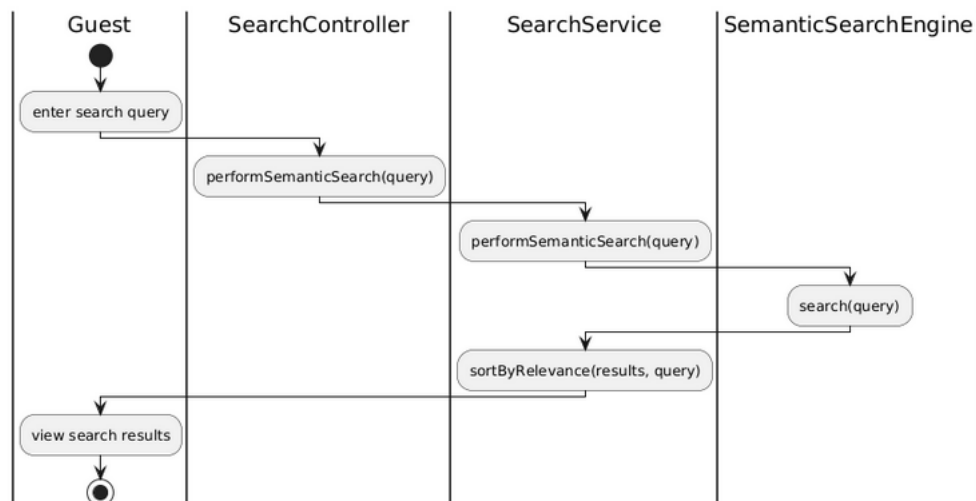 Guest SearchController SearchService SemanticSearchEngine
enter search query
performSemanticSearch(query)
performSemanticSearch(query)
search(query)
sortByRelevance(results, query)
view search results